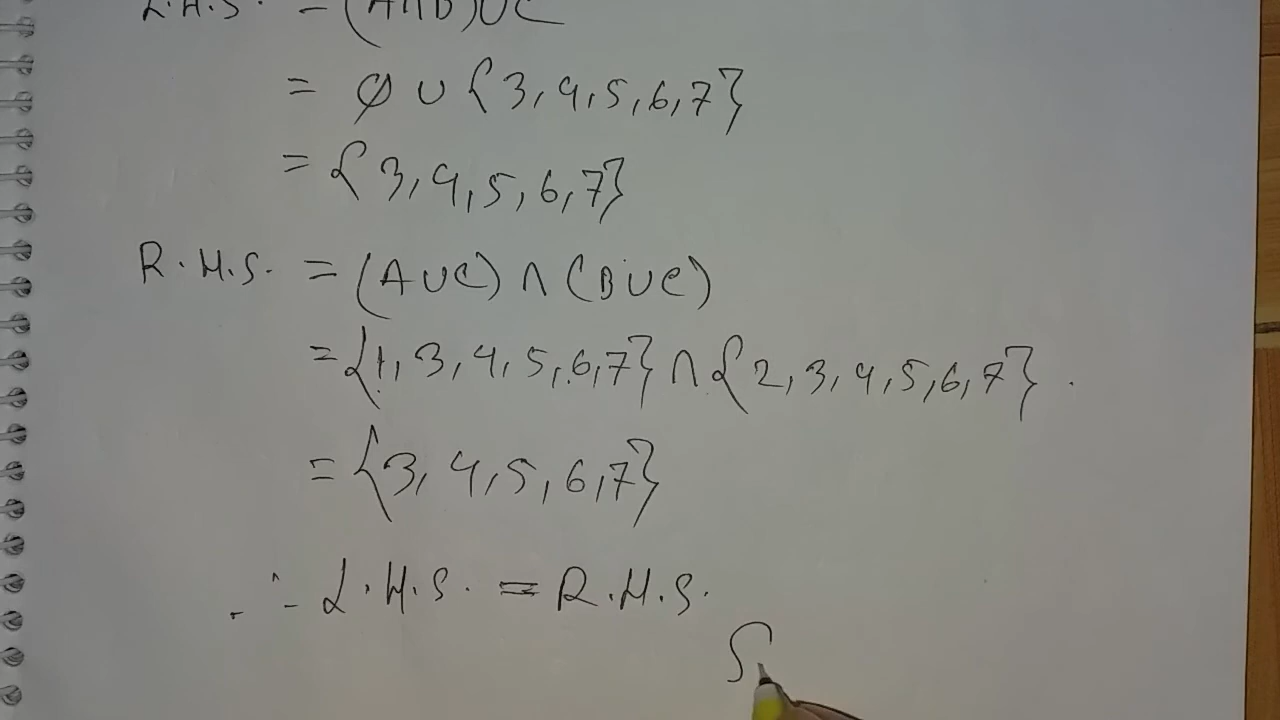 L.H.S. = (A∩B)∪C
= ∅ ∪ {3,4,5,6,7}
= {3,4,5,6,7}
R.H.S. = (A∪C) ∩ (B∪C)
= {1,3,4,5,6,7} ∩ {2,3,4,5,6,7}.
= {3,4,5,6,7}
∴ L.H.S. = R.H.S.